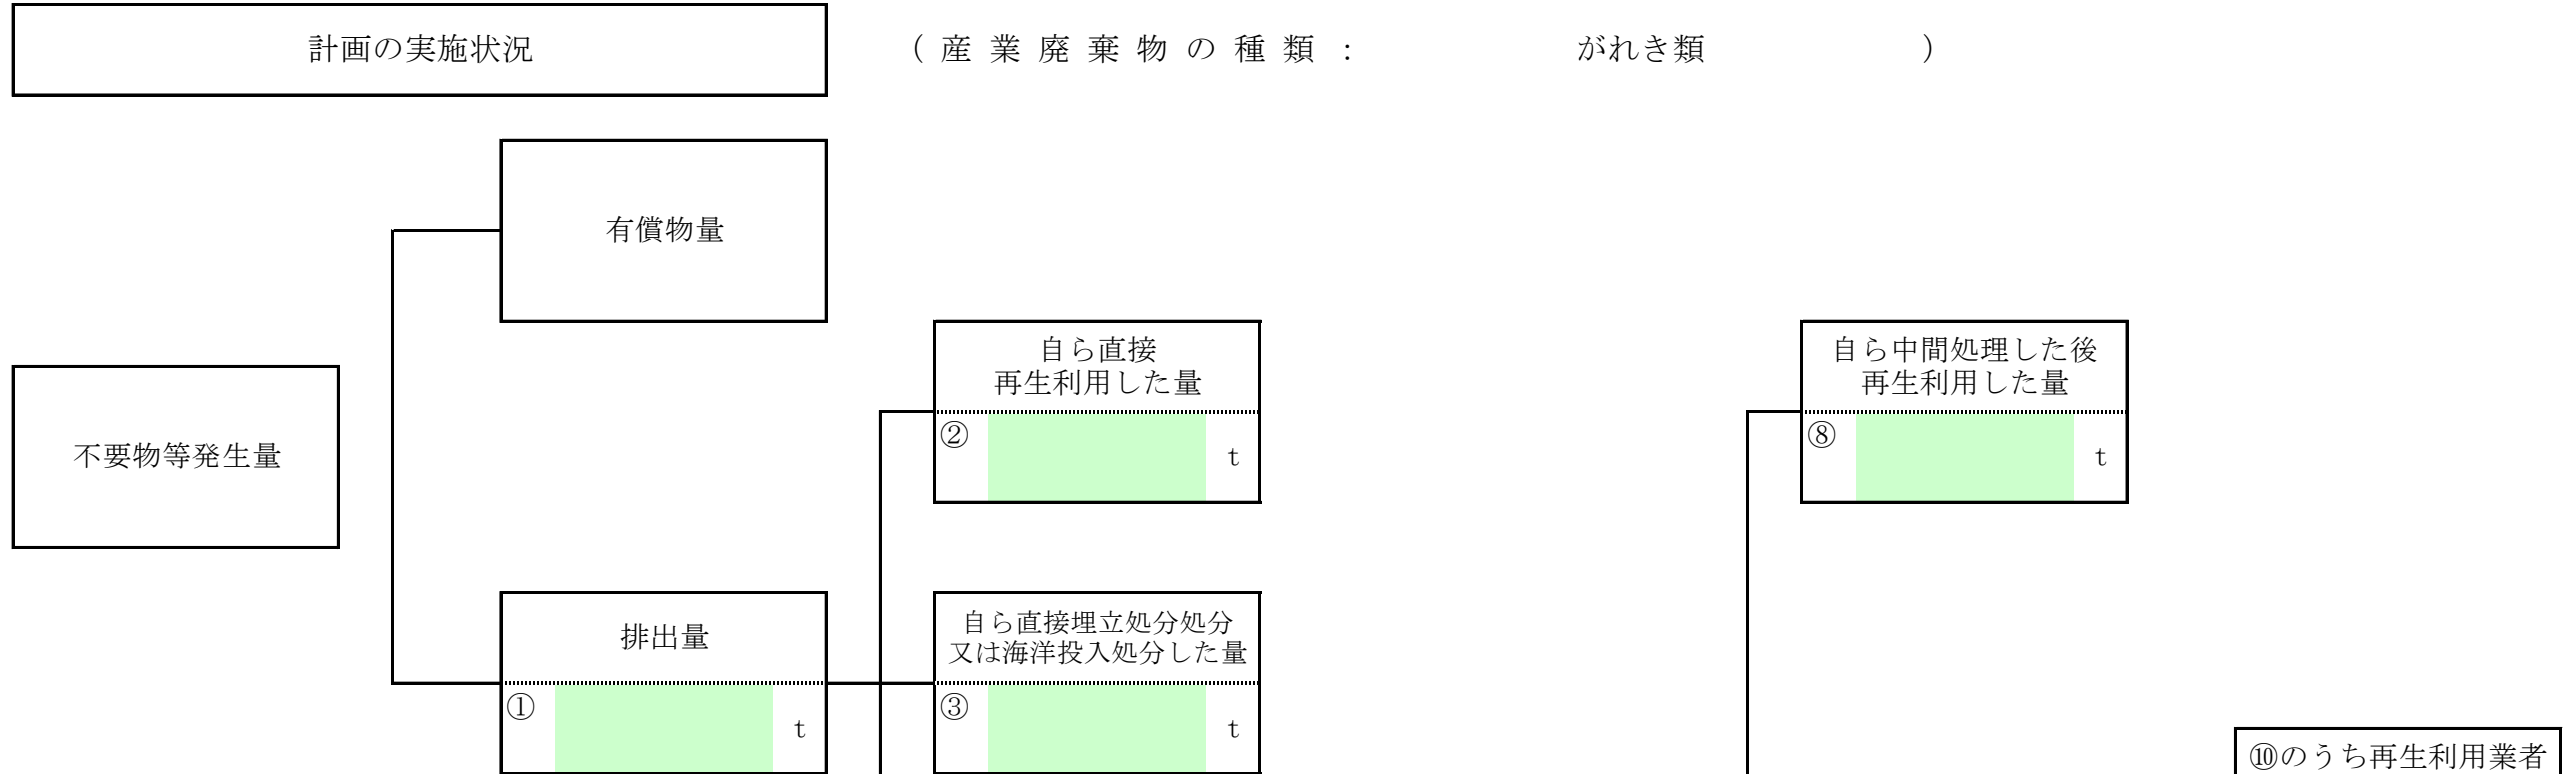 計画の実施状況
(産業廃棄物の種類： がれき類 )
有償物量
自ら直接
再生利用した量
② t
自ら中間処理した後
再生利用した量
⑧ t
不要物等発生量
排出量
① t
自ら直接埋立処分処分
又は海洋投入処分した量
③ t
⑩のうち再生利用業者